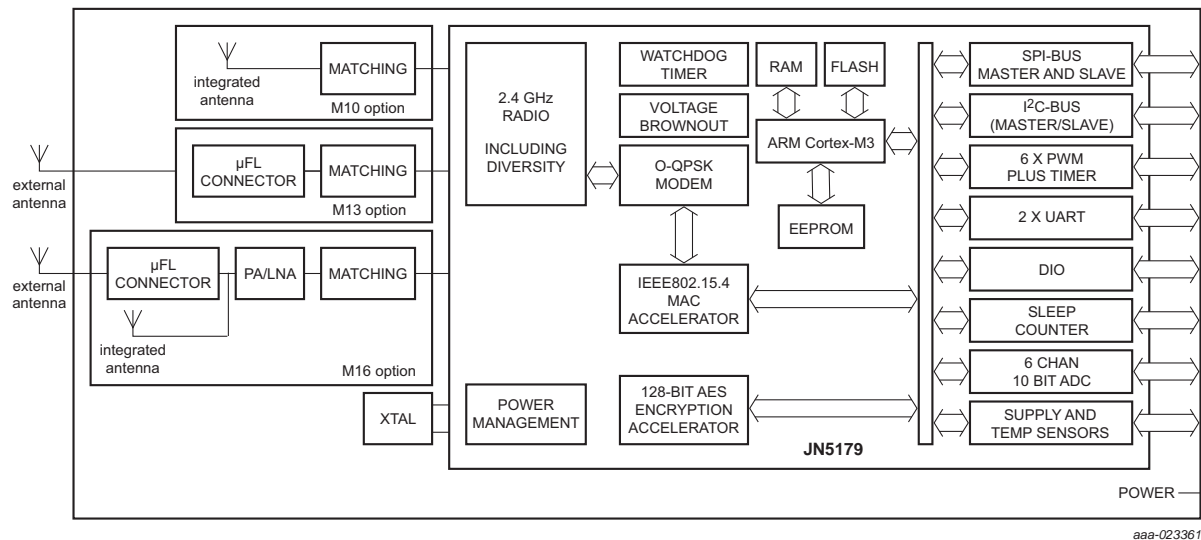 integrated
antenna
MATCHING
M10 option
external
antenna
µFL
CONNECTOR
MATCHING
M13 option
external
antenna
µFL
CONNECTOR
PA/LNA
MATCHING
integrated
antenna
M16 option
XTAL
2.4 GHz
RADIO
INCLUDING
DIVERSITY
POWER
MANAGEMENT
WATCHDOG
TIMER
VOLTAGE
BROWNOUT
O-QPSK
MODEM
IEEE802.15.4
MAC
ACCELERATOR
128-BIT AES
ENCRYPTION
ACCELERATOR
RAM
FLASH
ARM Cortex-M3
EEPROM
JN5179
SPI-BUS
MASTER AND SLAVE
I²C-BUS
(MASTER/SLAVE)
6 X PWM
PLUS TIMER
2 X UART
DIO
SLEEP
COUNTER
6 CHAN
10 BIT ADC
SUPPLY AND
TEMP SENSORS
POWER
aaa-023361